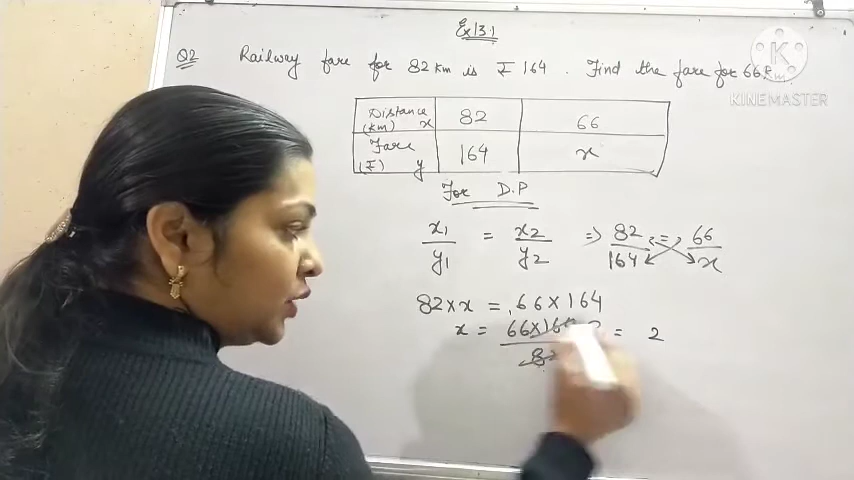 Ex 13.1
Q2 Railway fare for 82 km is ₹ 164 . Find the fare for 66
K
KINEMASTER
Distance (km) x 82 66
Fare (₹) y 164 x
For D.P
x1/y1 = x2/y2 => 82/164 = 66/x
82 × x = 66 × 164
x = 66 × 164 2 / 82 = 2